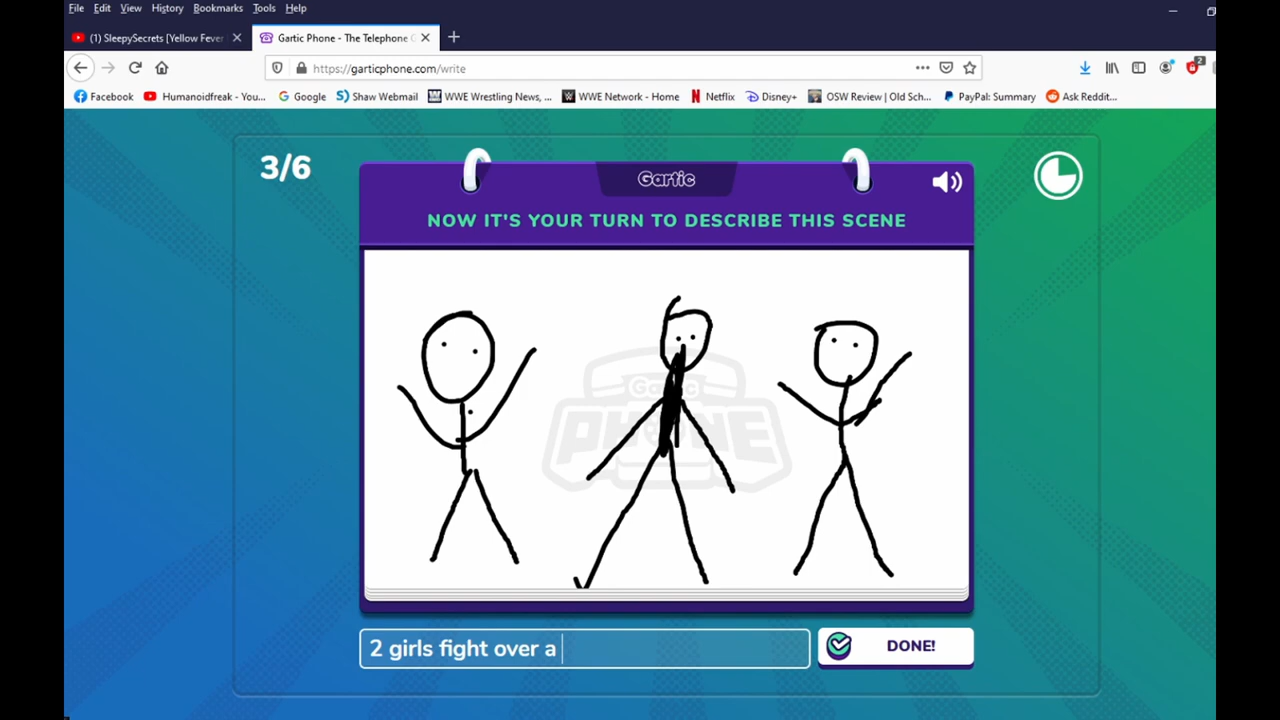 File Edit View History Bookmarks Tools Help
(1) SleepySecrets [Yellow Fever
Gartic Phone - The Telephone G
https://garticphone.com/write
2
Facebook Humanoidfreak - You... Google Shaw Webmail WWE Wrestling News, ... WWE Network - Home Netflix Disney+ OSW Review | Old Sch... PayPal: Summary Ask Reddit...
3/6
Gartic
NOW IT'S YOUR TURN TO DESCRIBE THIS SCENE
Gartic
PHONE
2 girls fight over a
DONE!